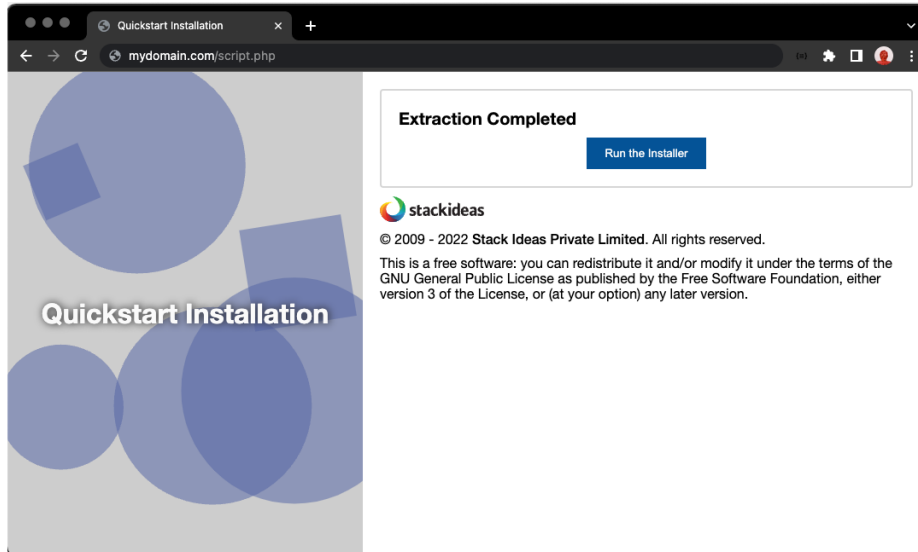 Quickstart Installation
mydomain.com/script.php
Quickstart Installation
Extraction Completed
Run the Installer
stackideas
© 2009 - 2022 Stack Ideas Private Limited. All rights reserved.
This is a free software: you can redistribute it and/or modify it under the terms of the
GNU General Public License as published by the Free Software Foundation, either
version 3 of the License, or (at your option) any later version.